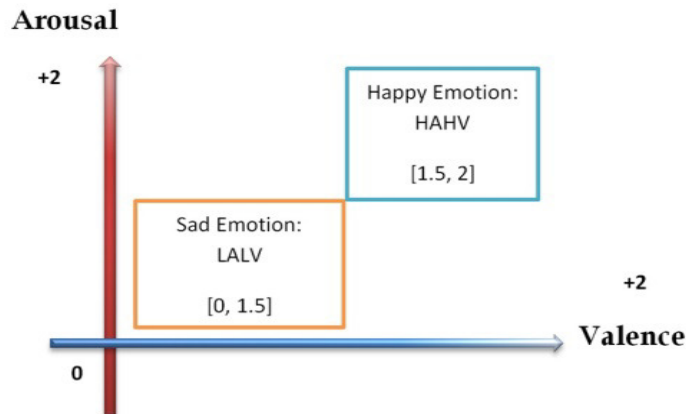 Arousal
+2
Happy Emotion:
HAHV
[1.5, 2]
Sad Emotion:
LALV
[0, 1.5]
+2
Valence
0